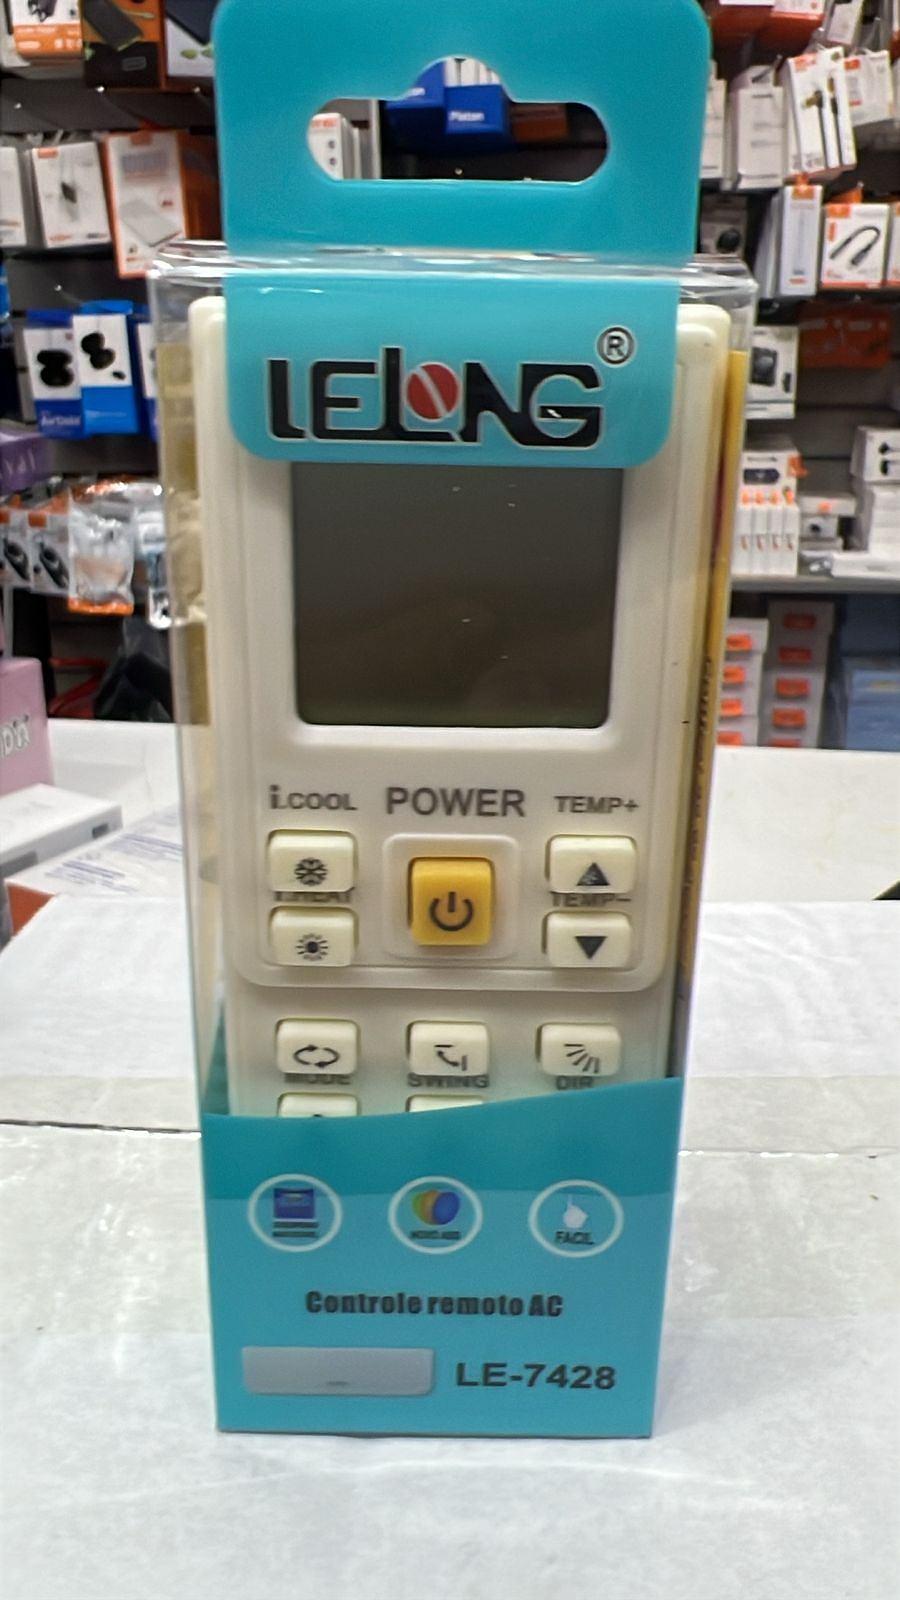 LELONG®
i.COOL POWER TEMP+
I.HEAT TEMP-
MODE SWING DIR
FACIL
Controle remoto AC
LE-7428